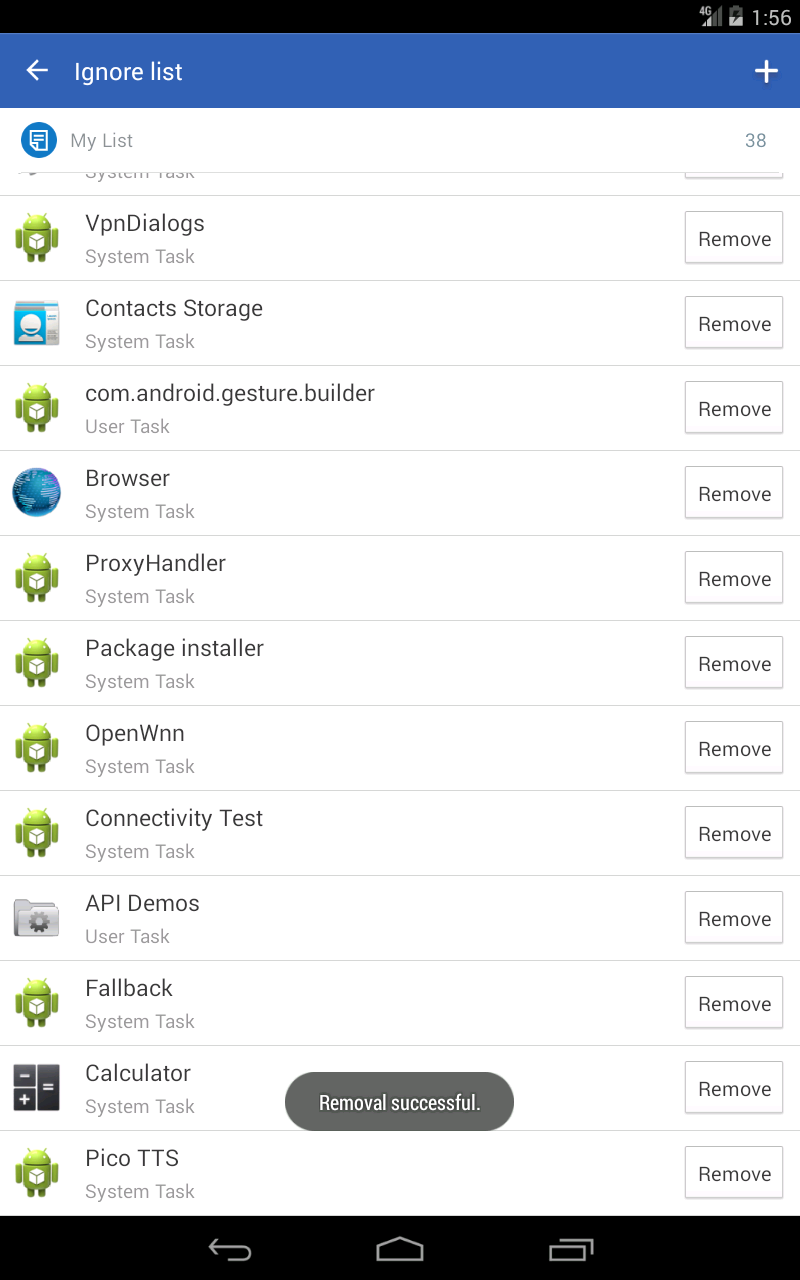 4G 1:56
Ignore list
My List 38
System Task
VpnDialogs
System Task
Remove
Contacts Storage
System Task
Remove
com.android.gesture.builder
User Task
Remove
Browser
System Task
Remove
ProxyHandler
System Task
Remove
Package installer
System Task
Remove
OpenWnn
System Task
Remove
Connectivity Test
System Task
Remove
API Demos
User Task
Remove
Fallback
System Task
Remove
Calculator
System Task
Remove
Removal successful.
Pico TTS
System Task
Remove